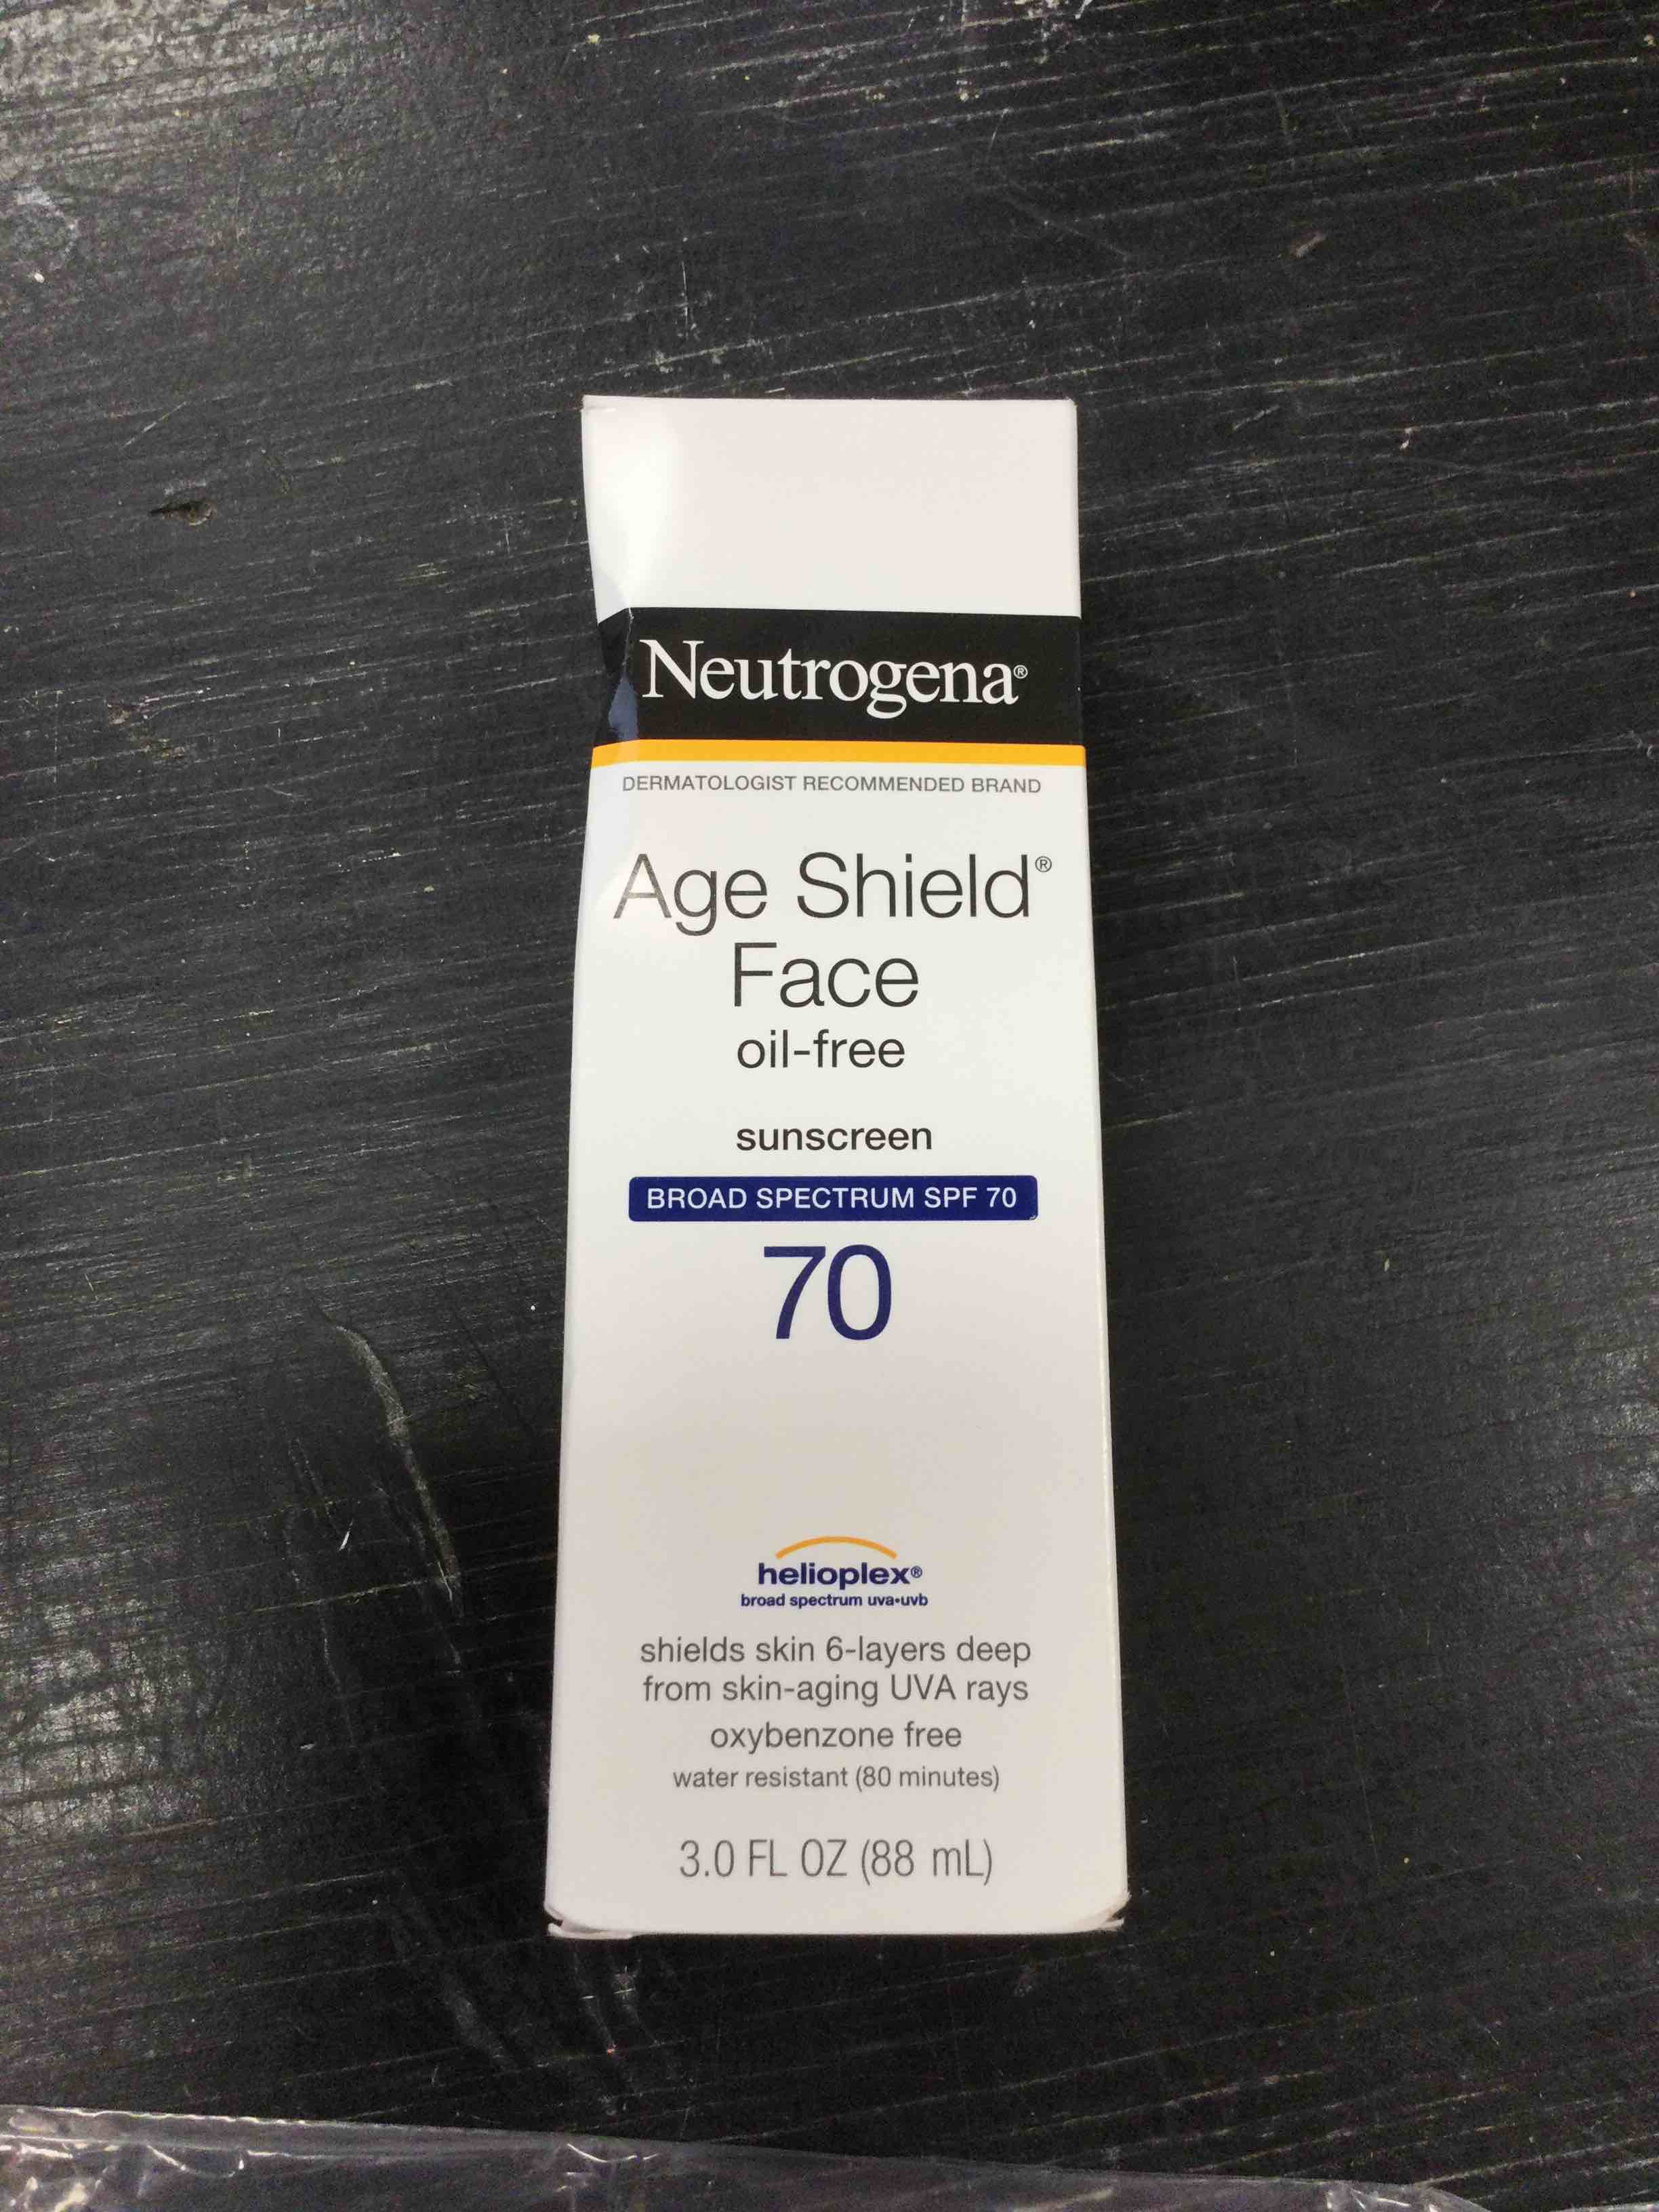 Neutrogena®
DERMATOLOGIST RECOMMENDED BRAND
Age Shield®
Face
oil-free
sunscreen
BROAD SPECTRUM SPF 70
70
helioplex®
broad spectrum uva•uvb
shields skin 6-layers deep
from skin-aging UVA rays
oxybenzone free
water resistant (80 minutes)
3.0 FL OZ (88 mL)